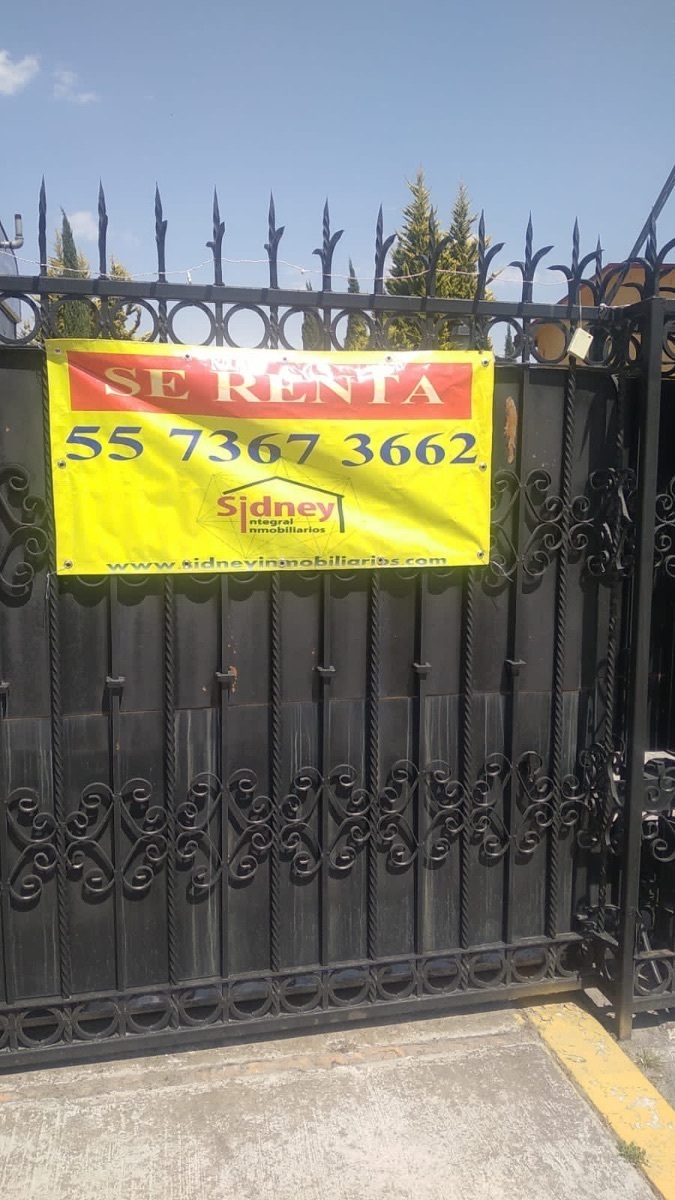 SE RENTA
55 7367 3662
Sidney
Integral
Inmobiliarios
www.sidneyinmobiliarios.com